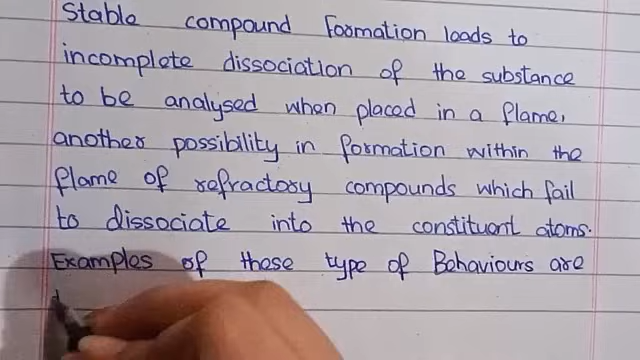 Stable compound formation leads to
incomplete dissociation of the substance
to be analysed when placed in a flame,
another possibility in formation within the
flame of refractory compounds which fail
to dissociate into the constituent atoms.
Examples of these type of Behaviours are